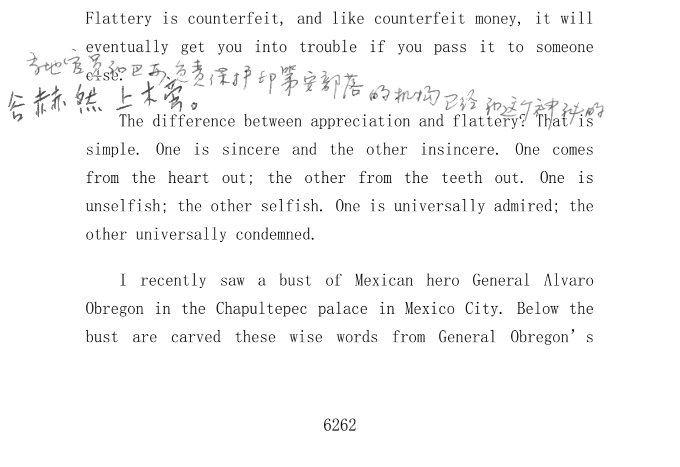 Flattery is counterfeit, and like counterfeit money, it will
eventually get you into trouble if you pass it to someone
else.
当地官员和巴西负责保护印第安部落的机构已经和这个神秘的
谷赫然上木蒙。
The difference between appreciation and flattery? That is
simple. One is sincere and the other insincere. One comes
from the heart out; the other from the teeth out. One is
unselfish; the other selfish. One is universally admired; the
other universally condemned.
I recently saw a bust of Mexican hero General Alvaro
Obregon in the Chapultepec palace in Mexico City. Below the
bust are carved these wise words from General Obregon’s
6262